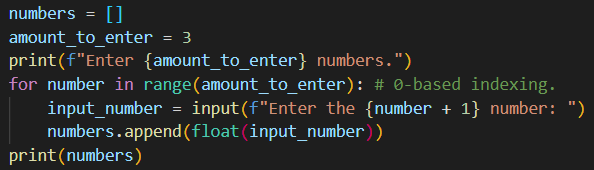 numbers = []
amount_to_enter = 3
print(f"Enter {amount_to_enter} numbers.")
for number in range(amount_to_enter): # 0-based indexing.
    input_number = input(f"Enter the {number + 1} number: ")
    numbers.append(float(input_number))
print(numbers)